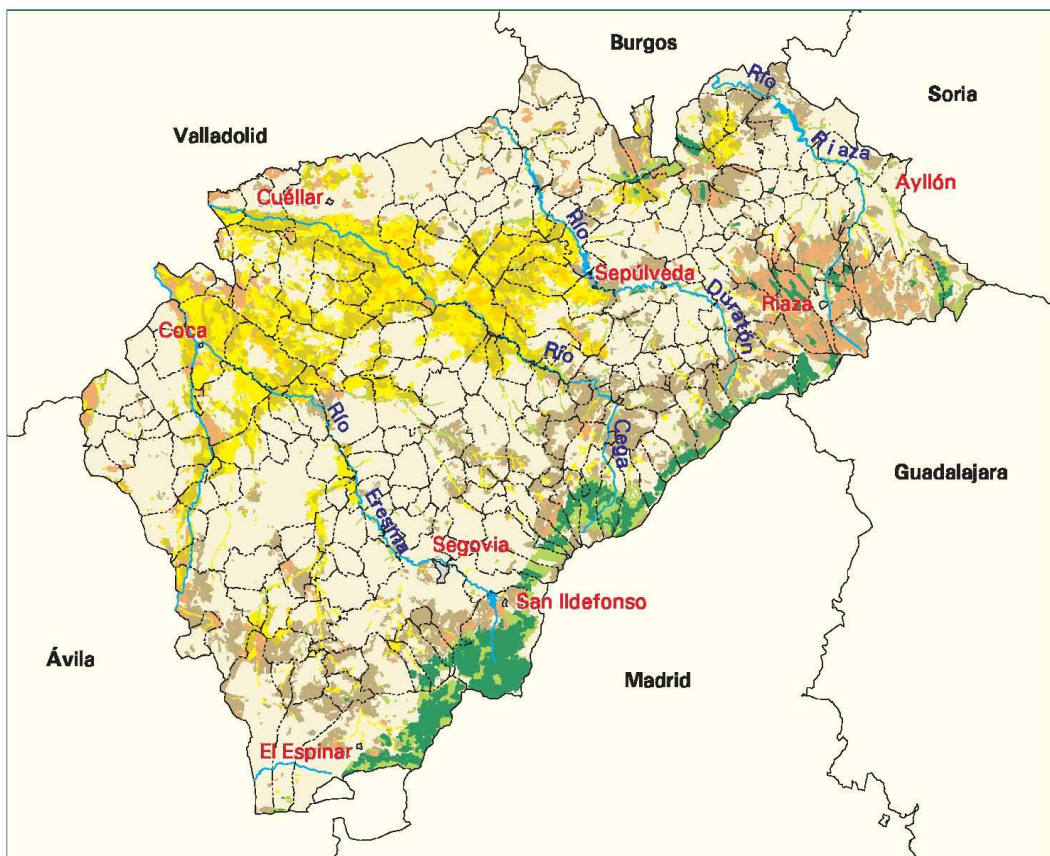 Burgos
Soria
Valladolid
Río
Riaza
Ayllón
Cuéllar
Río
Sepúlveda
Duratón
Riaza
Coca
Río
Río
Cega
Guadalajara
Eresma
Segovia
San Ildefonso
Ávila
Madrid
El Espinar